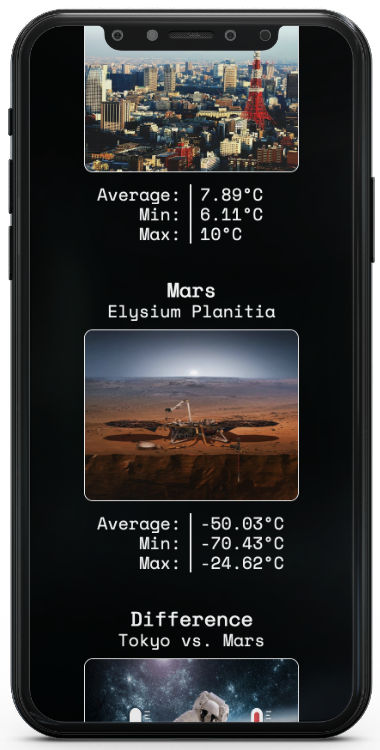 Average: 7.89°C
Min: 6.11°C
Max: 10°C
Mars
Elysium Planitia
Average: -50.03°C
Min: -70.43°C
Max: -24.62°C
Difference
Tokyo vs. Mars